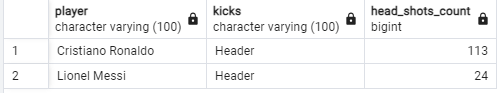 player character varying (100) kicks character varying (100) head_shots_count bigint
1 Cristiano Ronaldo Header 113
2 Lionel Messi Header 24